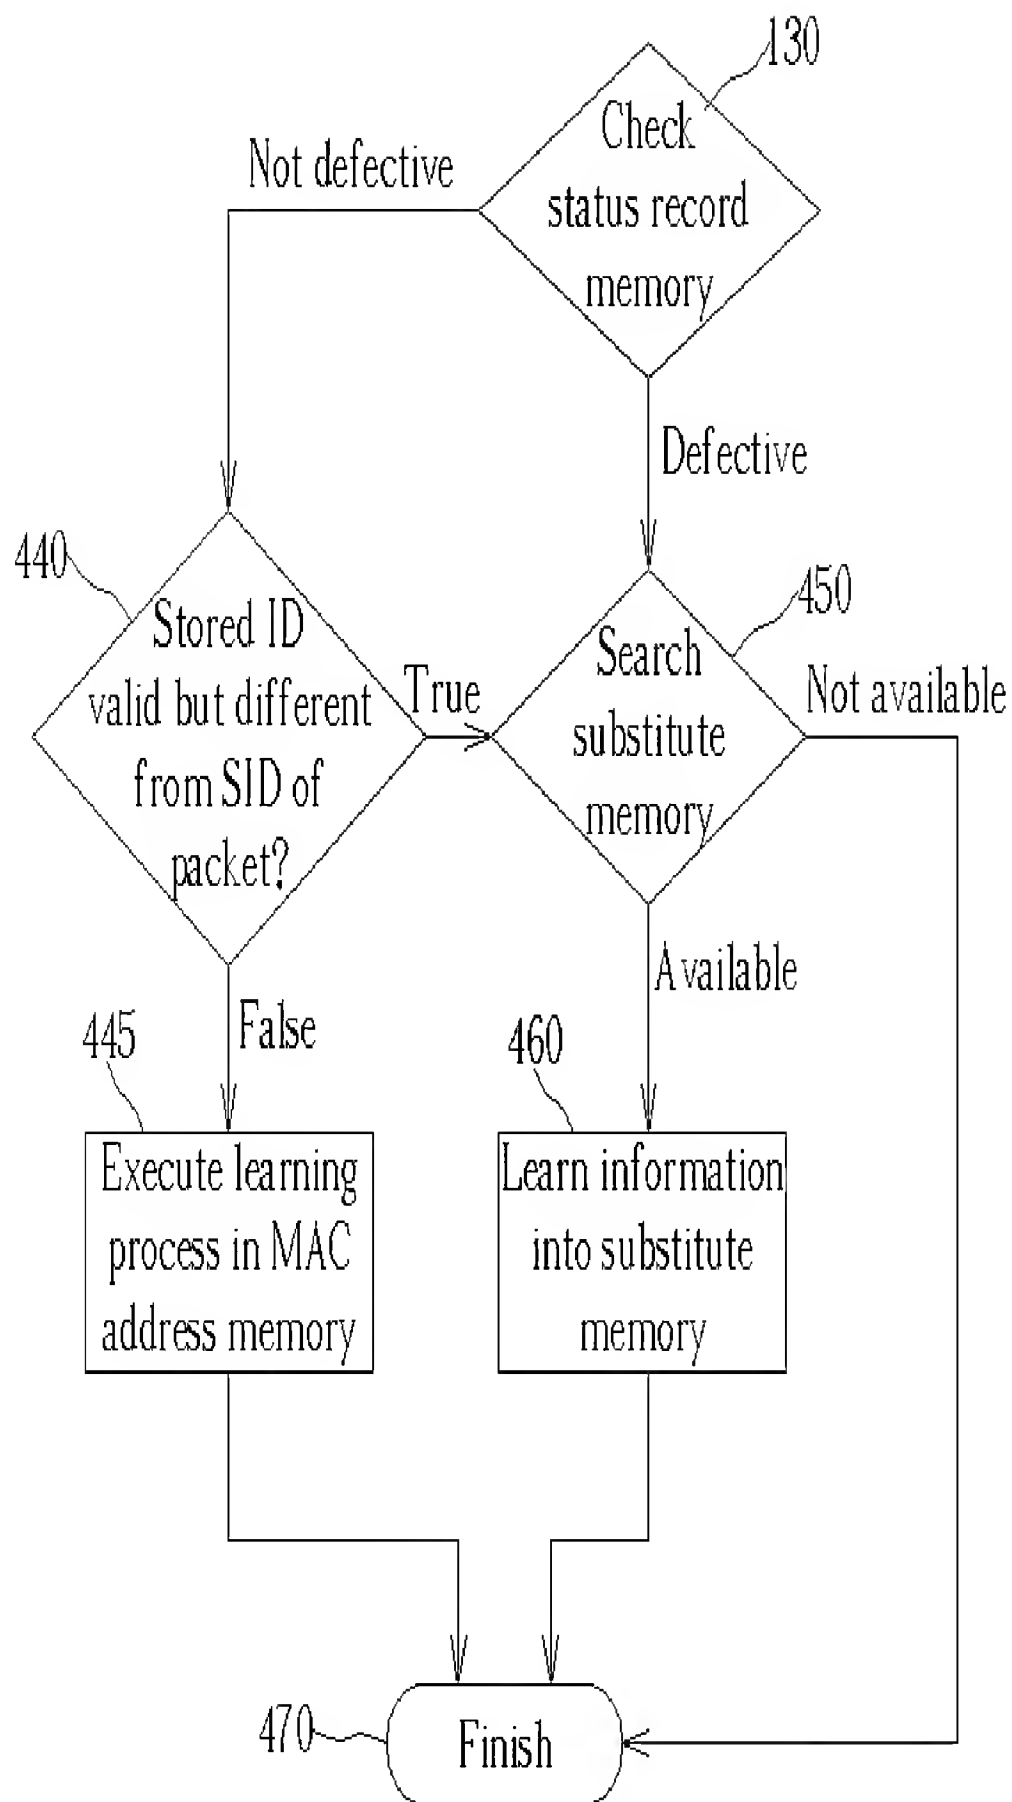 130
Check
status record
memory
Not defective
Defective
440
Stored ID
valid but different
from SID of
packet?
True
450
Search
substitute
memory
Not available
False
Available
445
Execute learning
process in MAC
address memory
460
Learn information
into substitute
memory
470
Finish